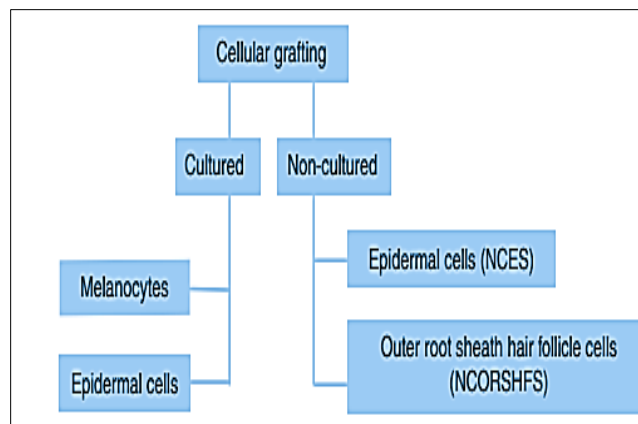 Cellular grafting
Cultured
Non-cultured
Melanocytes
Epidermal cells
Epidermal cells (NCES)
Outer root sheath hair follicle cells
(NCORSHFS)